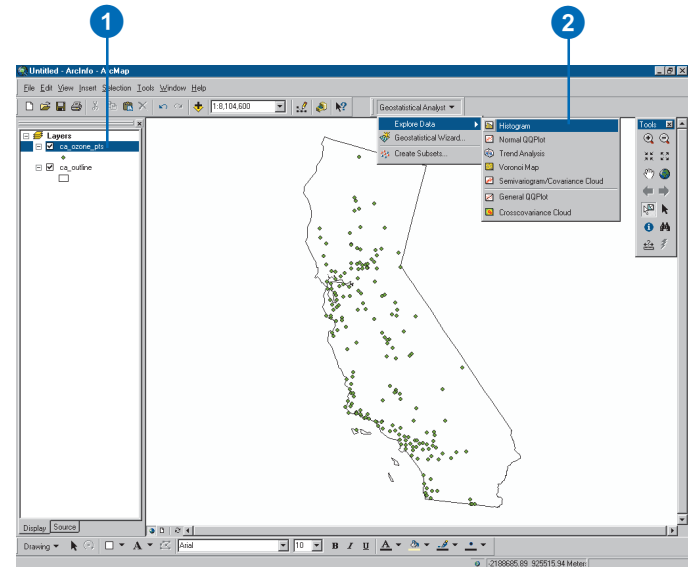 1
2
Untitled - ArcInfo - ArcMap
File Edit View Insert Selection Tools Window Help
1:8,104,600
Geostatistical Analyst
Explore Data
Geostatistical Wizard...
Create Subsets...
Histogram
Normal QQPlot
Trend Analysis
Voronoi Map
Semivariogram/Covariance Cloud
General QQPlot
Crosscovariance Cloud
Tools
Layers
ca_ozone_pts
ca_outline
Display Source
Drawing
A
Arial
10
B I U A
-2188685.89 925515.94 Meter: